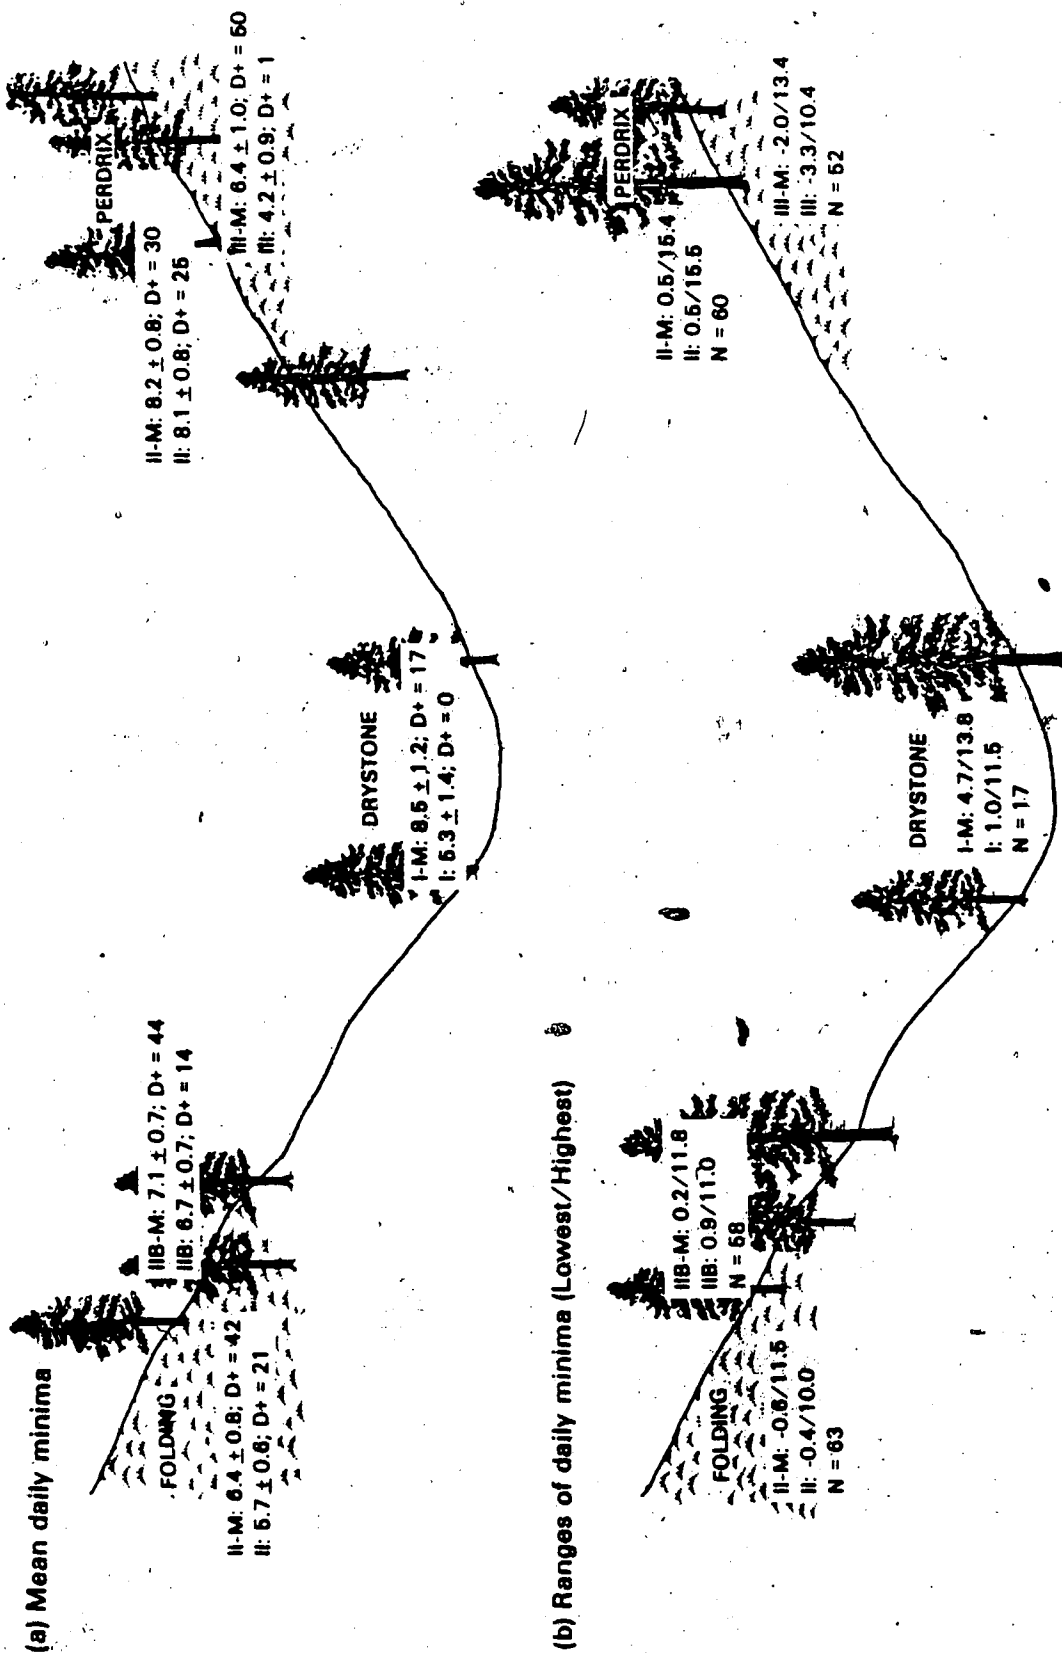 (a) Mean daily minima
FOLDING
II-M: 6.4 ± 0.8; D+ = 42
II: 5.7 ± 0.6; D+ = 21
IIB-M: 7.1 ± 0.7; D+ = 44
IIB: 6.7 ± 0.7; D+ = 14
DRYSTONE
I-M: 8.5 ± 1.2; D+ = 17
I: 5.3 ± 1.4; D+ = 0
PERDRIX
II-M: 8.2 ± 0.8; D+ = 30
II: 8.1 ± 0.8; D+ = 25
III-M: 6.4 ± 1.0; D+ = 50
III: 4.2 ± 0.9; D+ = 1
(b) Ranges of daily minima (Lowest/Highest)
FOLDING
II-M: -0.6/11.5
II: -0.4/10.0
N = 63
IIB-M: 0.2/11.8
IIB: 0.9/11.0
N = 58
DRYSTONE
I-M: 4.7/13.8
I: 1.0/11.5
N = 17
PERDRIX
II-M: 0.5/15.4
II: 0.5/15.5
N = 60
III-M: -2.0/13.4
III: -3.3/10.4
N = 52